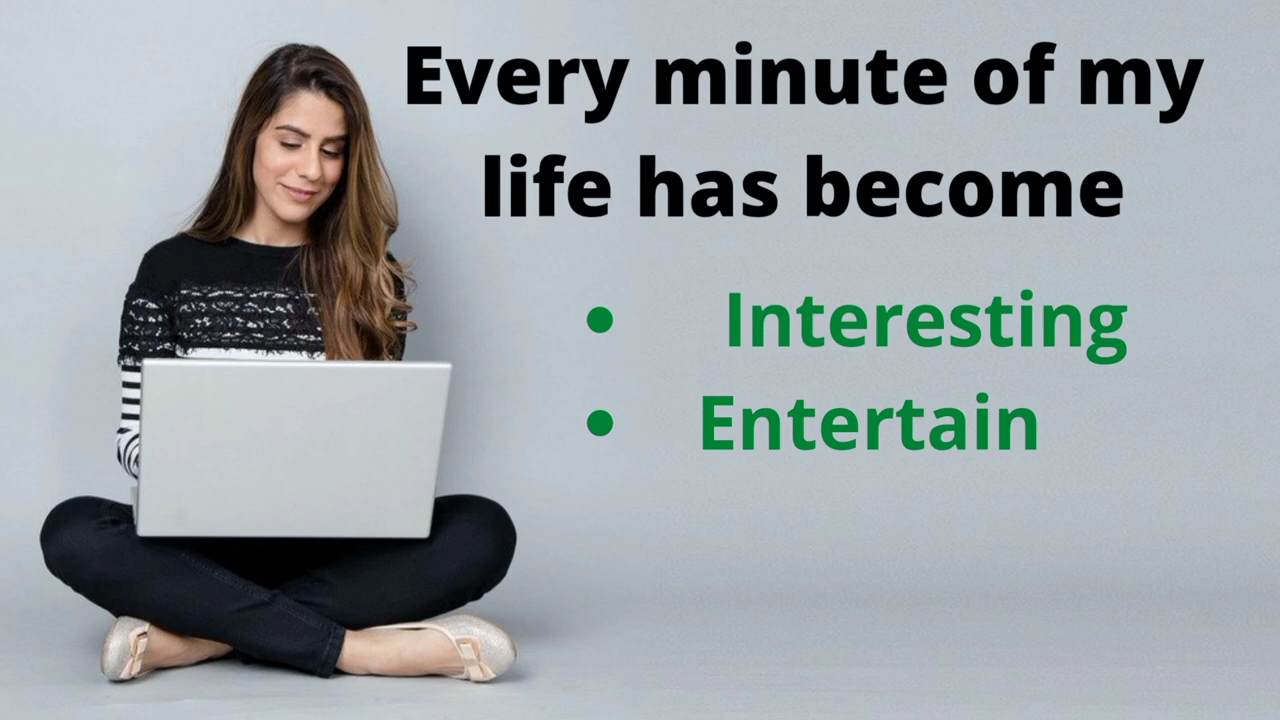 Every minute of my
life has become
• Interesting
• Entertain